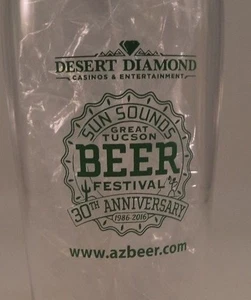 DESERT DIAMOND
CASINOS & ENTERTAINMENT
SUN SOUNDS
GREAT
TUCSON
BEER
FESTIVAL
30TH ANNIVERSARY
1986-2016
www.azbeer.com